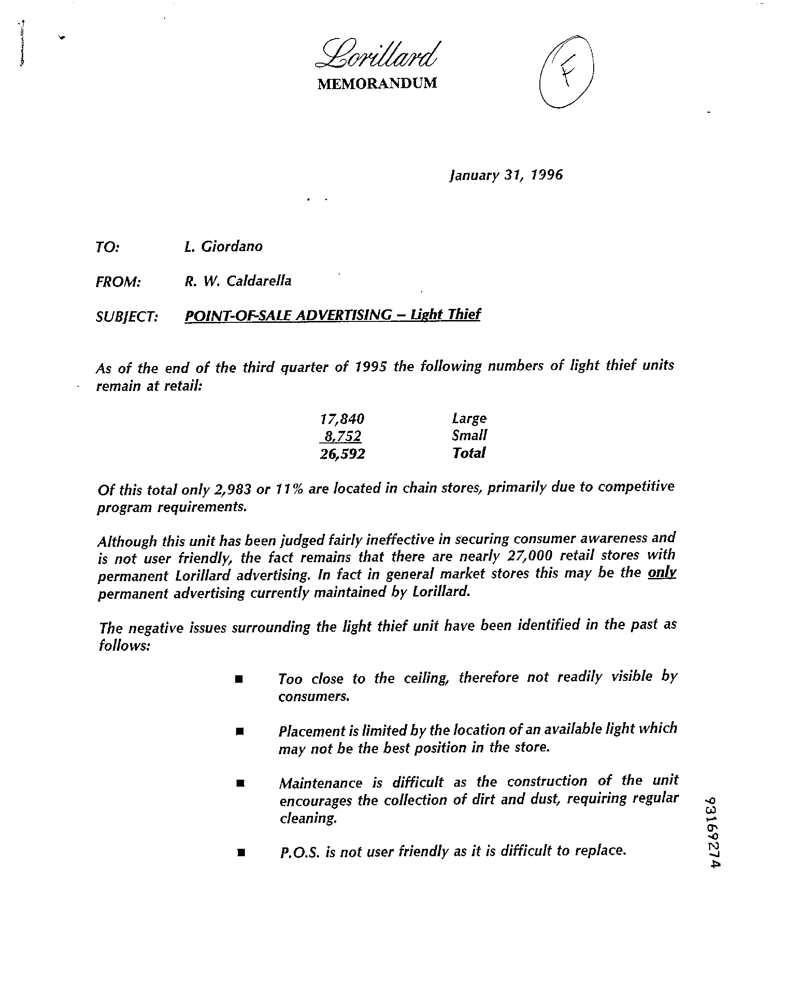 Lorillard
MEMORANDUM
F
January 31, 1996
TO: L. Giordano
FROM: R. W. Caldarella
SUBJECT: POINT-OF-SALE ADVERTISING – Light Thief
As of the end of the third quarter of 1995 the following numbers of light thief units
remain at retail:
17,840 Large
8,752 Small
26,592 Total
Of this total only 2,983 or 11% are located in chain stores, primarily due to competitive
program requirements.
Although this unit has been judged fairly ineffective in securing consumer awareness and
is not user friendly, the fact remains that there are nearly 27,000 retail stores with
permanent Lorillard advertising. In fact in general market stores this may be the only
permanent advertising currently maintained by Lorillard.
The negative issues surrounding the light thief unit have been identified in the past as
follows:
■ Too close to the ceiling, therefore not readily visible by
consumers.
■ Placement is limited by the location of an available light which
may not be the best position in the store.
■ Maintenance is difficult as the construction of the unit
encourages the collection of dirt and dust, requiring regular
cleaning.
■ P.O.S. is not user friendly as it is difficult to replace.
93169274